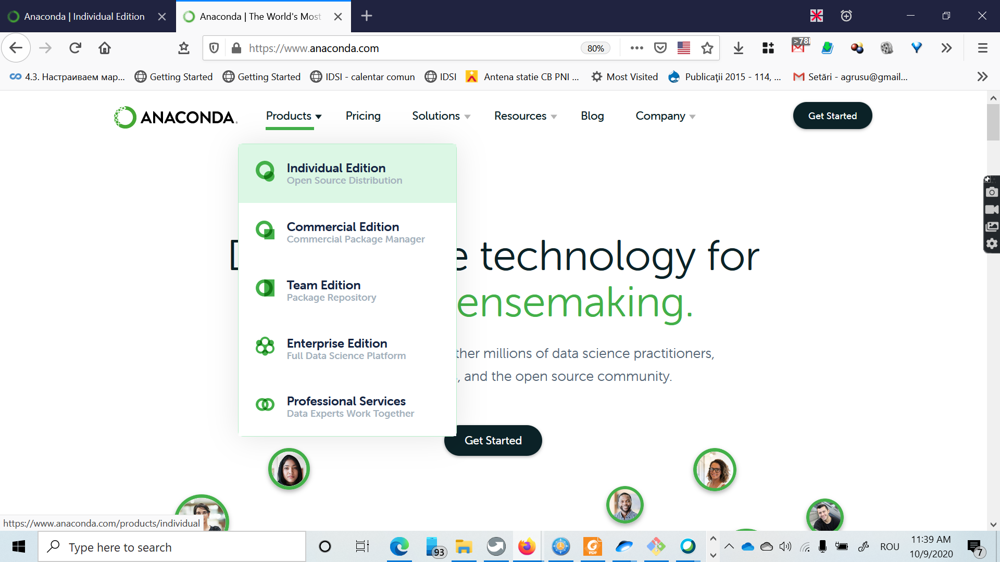 Anaconda | Individual Edition
Anaconda | The World's Most
https://www.anaconda.com
80%
>78
4.3. Настраиваем мар...
Getting Started
Getting Started
IDSI - calentar comun
IDSI
Antena statie CB PNI ...
Most Visited
Publicaţii 2015 - 114, ...
Setări - agrusu@gmail...
ANACONDA.
Products
Pricing
Solutions
Resources
Blog
Company
Get Started
Individual Edition
Open Source Distribution
Commercial Edition
Commercial Package Manager
Team Edition
Package Repository
Enterprise Edition
Full Data Science Platform
Professional Services
Data Experts Work Together
e technology for
ensemaking.
ther millions of data science practitioners,
, and the open source community.
Get Started
https://www.anaconda.com/products/individual
Type here to search
93
PDF
ROU
11:39 AM
10/9/2020
7